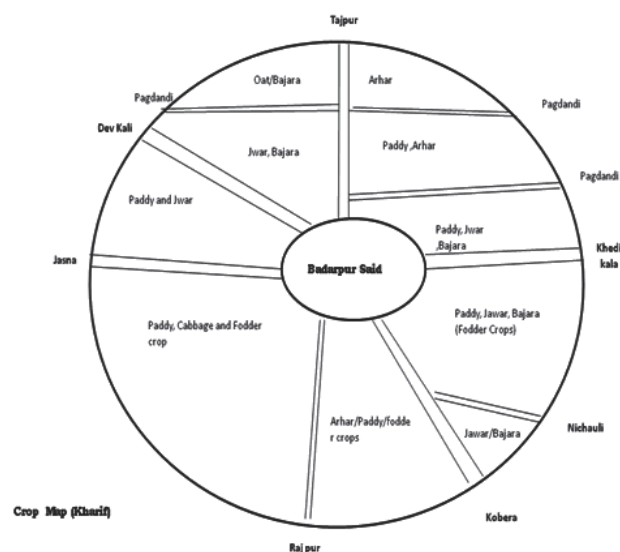 Tajpur
Oat/Bajara
Arhar
Pagdandi
Pagdandi
Dev Kali
Jwar, Bajara
Paddy ,Arhar
Pagdandi
Paddy and Jwar
Paddy, Jwar
,Bajara
Khedi
kala
Jasna
Badarpur Said
Paddy, Cabbage and Fodder
crop
Paddy, Jawar, Bajara
(Fodder Crops)
Arhar/Paddy/fodde
r crops
Jawar/Bajara
Nichauli
Crop Map (Kharif)
Kobera
Raj pur